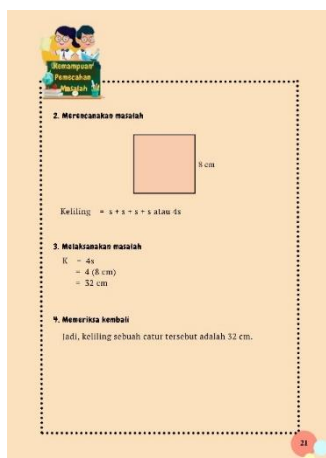 Kemampuan
Pemecahan
Masalah
2. Merencanakan masalah
8 cm
Keliling = s + s + s + s atau 4s
3. Melaksanakan masalah
K = 4s
= 4 (8 cm)
= 32 cm
4. Memeriksa kembali
Jadi, keliling sebuah catur tersebut adalah 32 cm.
21